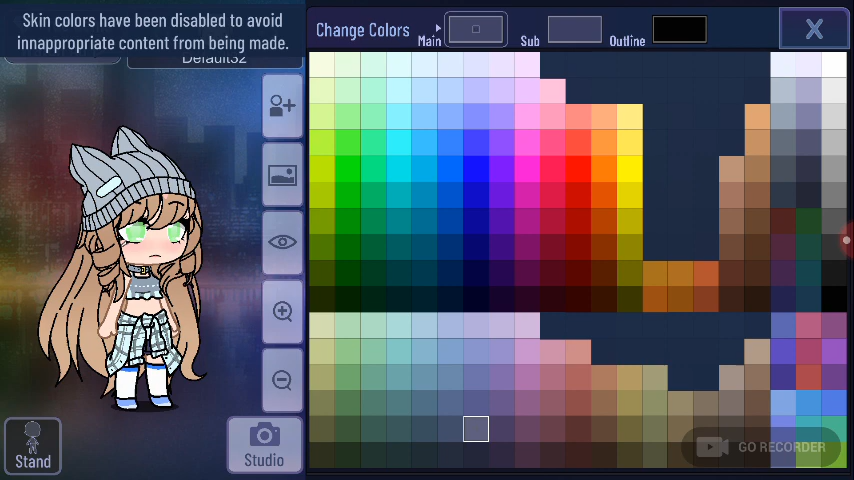 Skin colors have been disabled to avoid
innappropriate content from being made.
Default32
Change Colors
Main
Sub
Outline
X
Stand
Studio
GO RECORDER